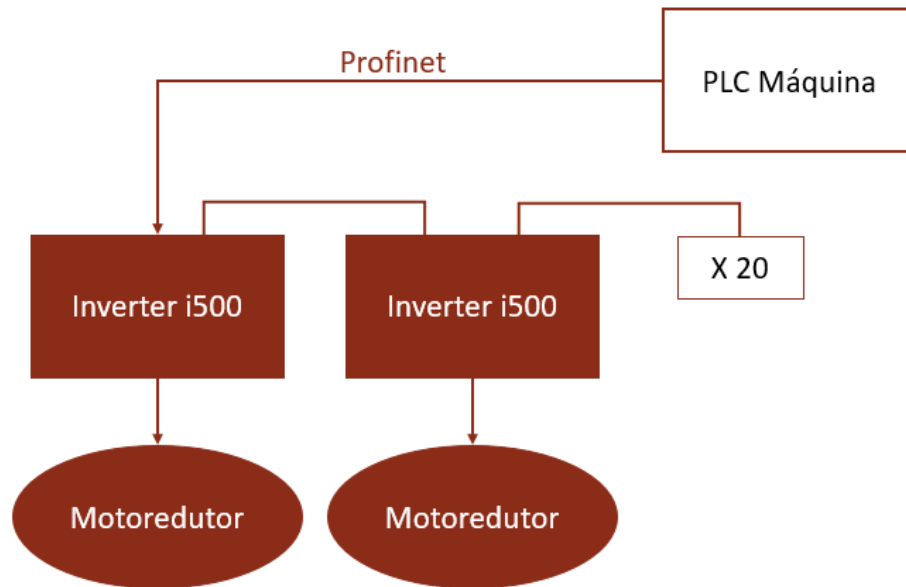 Profinet
PLC Máquina
Inverter i500
Inverter i500
X 20
Motoredutor
Motoredutor